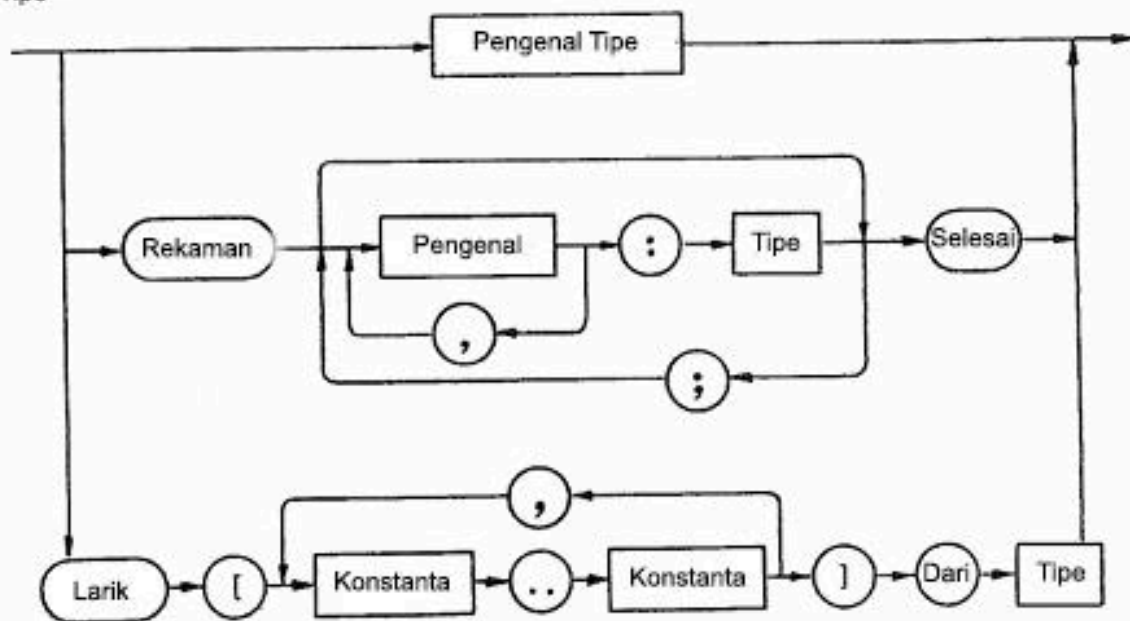 Pengenal Tipe
Rekaman Pengenal : Tipe Selesai
,
;
,
Larik [ Konstanta .. Konstanta ] Dari Tipe